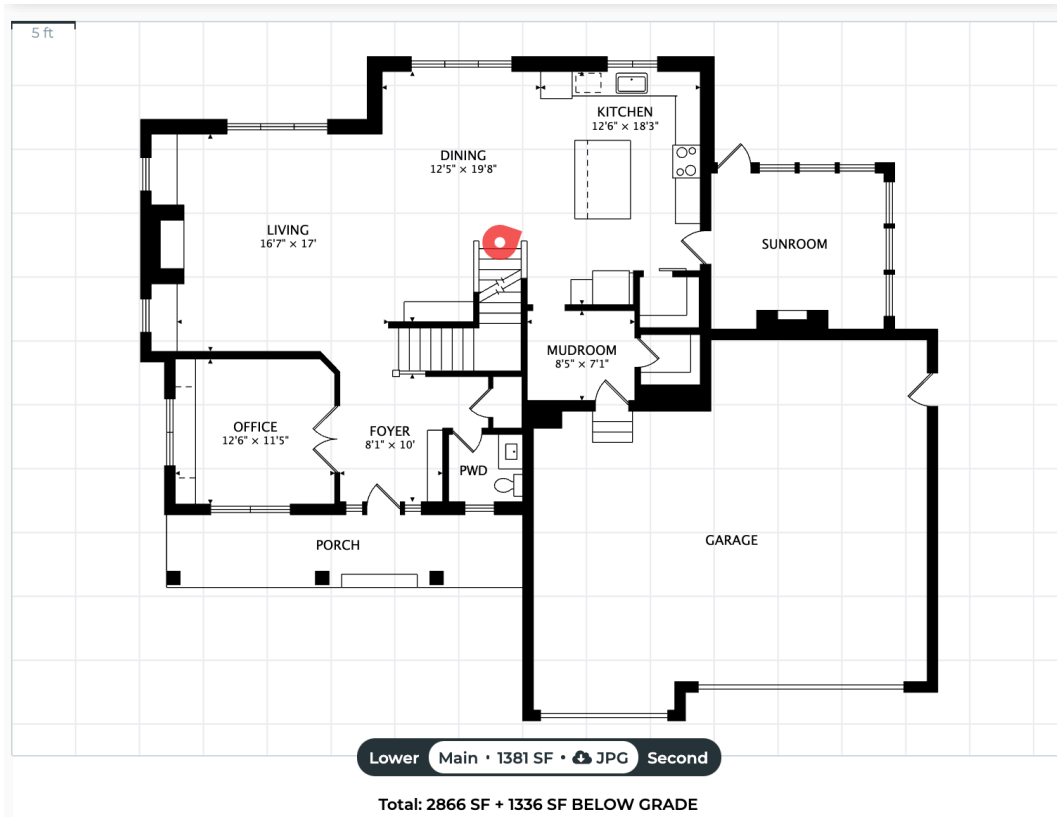 5 ft
KITCHEN
12'6" × 18'3"
DINING
12'5" × 19'8"
LIVING
16'7" × 17'
SUNROOM
MUDROOM
8'5" × 7'1"
OFFICE
12'6" × 11'5"
FOYER
8'1" × 10'
PWD
PORCH
GARAGE
Lower Main • 1381 SF • JPG Second
Total: 2866 SF + 1336 SF BELOW GRADE